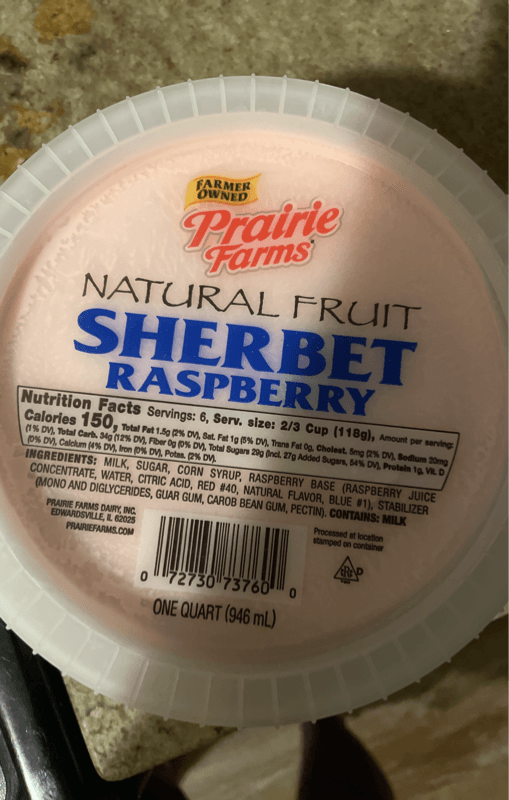 FARMER
OWNED
Prairie
Farms®
NATURAL FRUIT
SHERBET
RASPBERRY
Nutrition Facts Servings: 6, Serv. size: 2/3 Cup (118g), Amount per serving:
Calories 150, Total Fat 1.5g (2% DV), Sat. Fat 1g (5% DV), Trans Fat 0g, Cholest. 5mg (2% DV), Sodium 20mg
(1% DV), Total Carb. 34g (12% DV), Fiber 0g (0% DV), Total Sugars 29g (Incl. 27g Added Sugars, 54% DV), Protein 1g, Vit. D
(0% DV), Calcium (4% DV), Iron (0% DV), Potas. (2% DV).
INGREDIENTS: MILK, SUGAR, CORN SYRUP, RASPBERRY BASE (RASPBERRY JUICE
CONCENTRATE, WATER, CITRIC ACID, RED #40, NATURAL FLAVOR, BLUE #1), STABILIZER
(MONO AND DIGLYCERIDES, GUAR GUM, CAROB BEAN GUM, PECTIN). CONTAINS: MILK
PRAIRIE FARMS DAIRY, INC.
EDWARDSVILLE, IL 62025
PRAIRIEFARMS.COM
Processed at location
stamped on container
0 72730 73760 0
ONE QUART (946 mL)